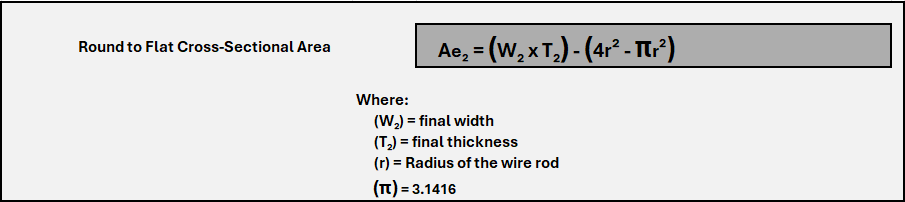 Round to Flat Cross-Sectional Area
Ae₂ = (W₂ x T₂) - (4r² - πr²)
Where:
(W₂) = final width
(T₂) = final thickness
(r) = Radius of the wire rod
(π) = 3.1416